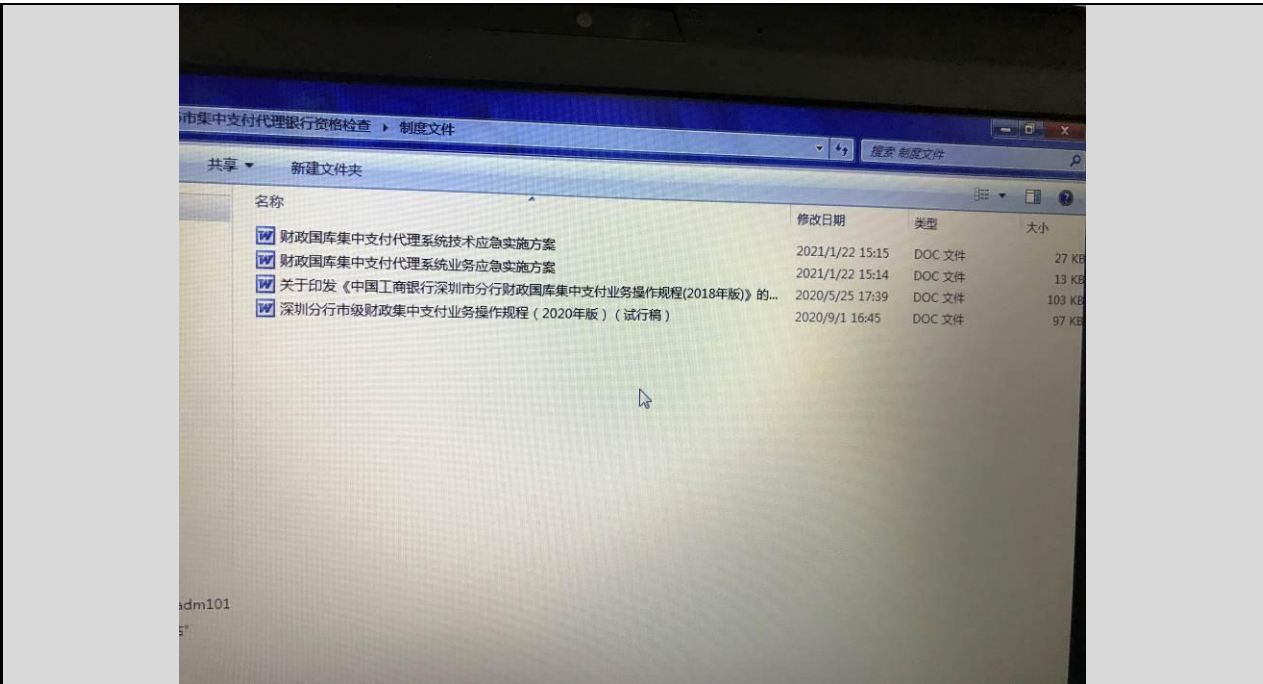 市集中支付代理银行资格检查 ▸ 制度文件
搜索 制度文件
共享 新建文件夹
名称 修改日期 类型 大小
财政国库集中支付代理系统技术应急实施方案 2021/1/22 15:15 DOC 文件 27 KB
财政国库集中支付代理系统业务应急实施方案 2021/1/22 15:14 DOC 文件 13 KB
关于印发《中国工商银行深圳市分行财政国库集中支付业务操作规程(2018年版)》的... 2020/5/25 17:39 DOC 文件 103 KB
深圳分行市级财政集中支付业务操作规程（2020年版）（试行稿） 2020/9/1 16:45 DOC 文件 97 KB
adm101